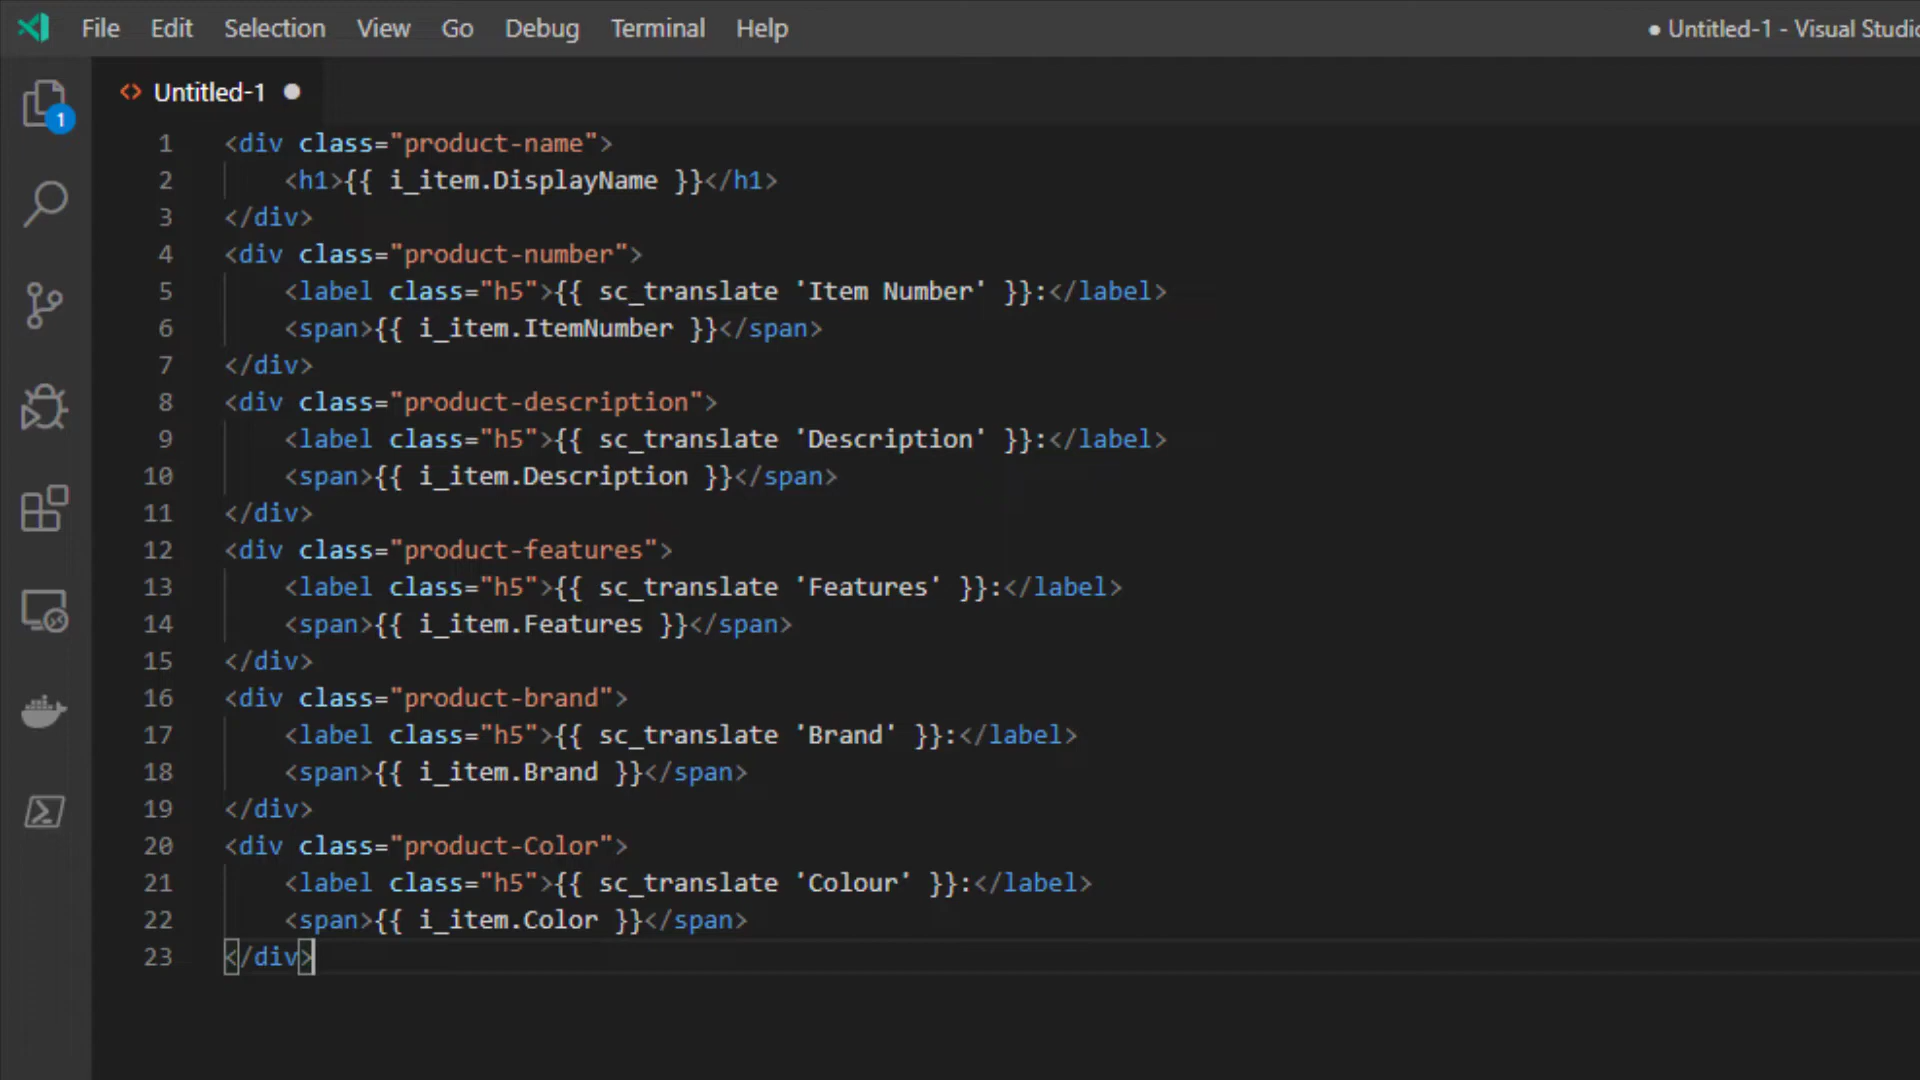 File Edit Selection View Go Debug Terminal Help
● Untitled-1 - Visual Studio
1
<> Untitled-1 ●
1 <div class="product-name">
2     <h1>{{ i_item.DisplayName }}</h1>
3 </div>
4 <div class="product-number">
5     <label class="h5">{{ sc_translate 'Item Number' }}:</label>
6     <span>{{ i_item.ItemNumber }}</span>
7 </div>
8 <div class="product-description">
9     <label class="h5">{{ sc_translate 'Description' }}:</label>
10     <span>{{ i_item.Description }}</span>
11 </div>
12 <div class="product-features">
13     <label class="h5">{{ sc_translate 'Features' }}:</label>
14     <span>{{ i_item.Features }}</span>
15 </div>
16 <div class="product-brand">
17     <label class="h5">{{ sc_translate 'Brand' }}:</label>
18     <span>{{ i_item.Brand }}</span>
19 </div>
20 <div class="product-Color">
21     <label class="h5">{{ sc_translate 'Colour' }}:</label>
22     <span>{{ i_item.Color }}</span>
23 </div>